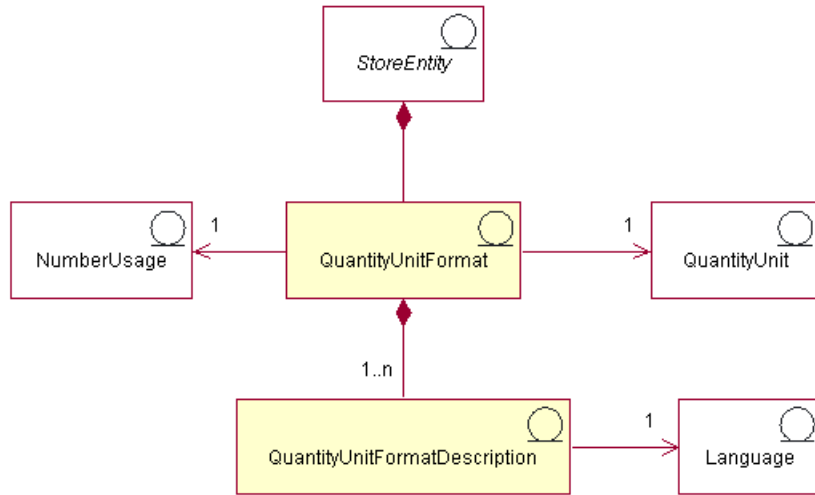 StoreEntity
1
1
NumberUsage
QuantityUnitFormat
QuantityUnit
1..n
1
QuantityUnitFormatDescription
Language